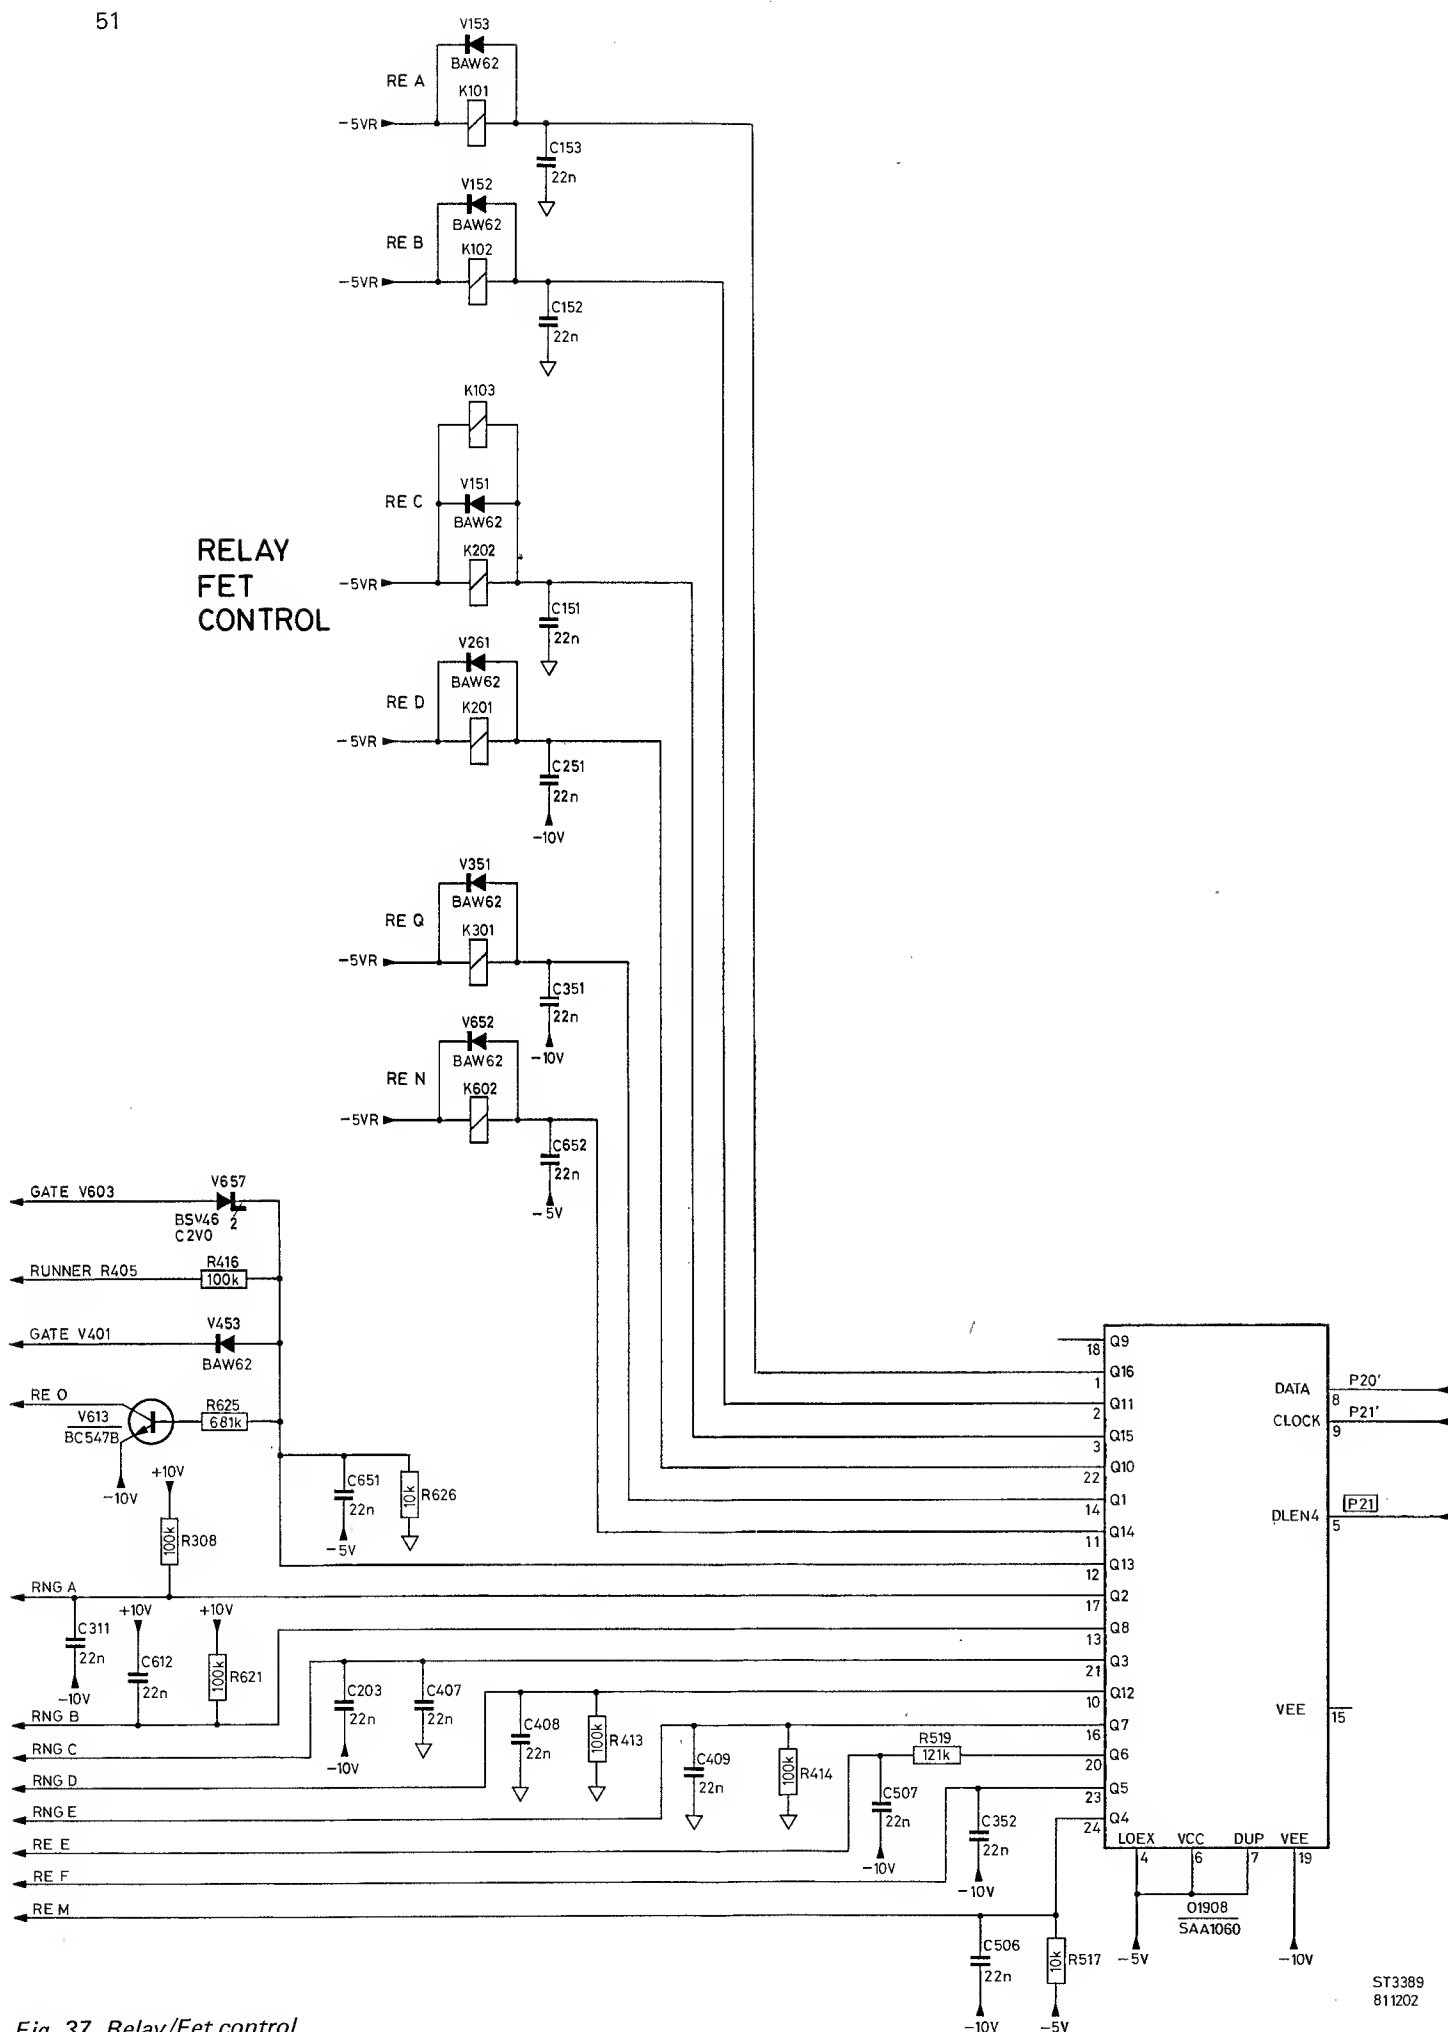 51
V153
BAW62
RE A
K101
-5VR
C153
22n
V152
BAW62
RE B
K102
-5VR
C152
22n
K103
V151
RE C
BAW62
K202
-5VR
C151
22n
RELAY
FET
CONTROL
V261
BAW62
RE D
K201
-5VR
C251
22n
-10V
V351
BAW62
RE Q
K301
-5VR
C351
22n
-10V
V652
BAW62
RE N
K602
-5VR
C652
22n
-5V
GATE V603
V657
BSV46
C2V0
2
RUNNER R405
R416
100k
GATE V401
V453
BAW62
RE O
V613
BC547B
-10V
R625
681k
C651
22n
-5V
10k
R626
+10V
100k
R308
RNG A
C311
22n
-10V
+10V
C612
22n
+10V
100k
R621
RNG B
C203
22n
-10V
C407
22n
RNG C
C408
22n
100k
R413
RNG D
C409
22n
100k
R414
RNG E
R519
121k
C507
22n
-10V
RE E
C352
22n
-10V
RE F
RE M
C506
22n
-10V
10k
R517
-5V
18 Q9
1 Q16
2 Q11
3 Q15
22 Q10
14 Q1
11 Q14
12 Q13
17 Q2
13 Q8
21 Q3
10 Q12
16 Q7
20 Q6
23 Q5
24 Q4
DATA 8 P20'
CLOCK 9 P21'
DLEN4 5 P21
VEE 15
LOEX VCC DUP VEE
4 6 7 19
O1908
SAA1060
-5V
-10V
ST3389
811202
Fig. 37 Relay/Fet control